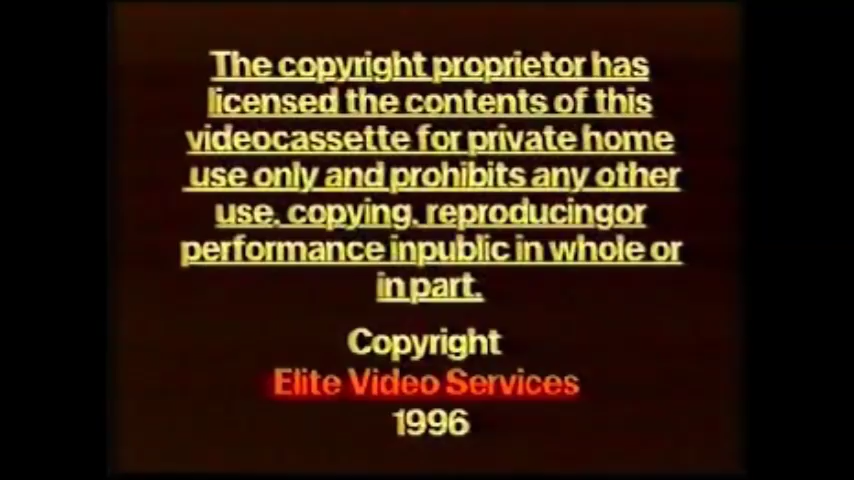 The copyright proprietor has
licensed the contents of this
videocassette for private home
use only and prohibits any other
use, copying, reproducingor
performance inpublic in whole or
in part.
Copyright
Elite Video Services
1996